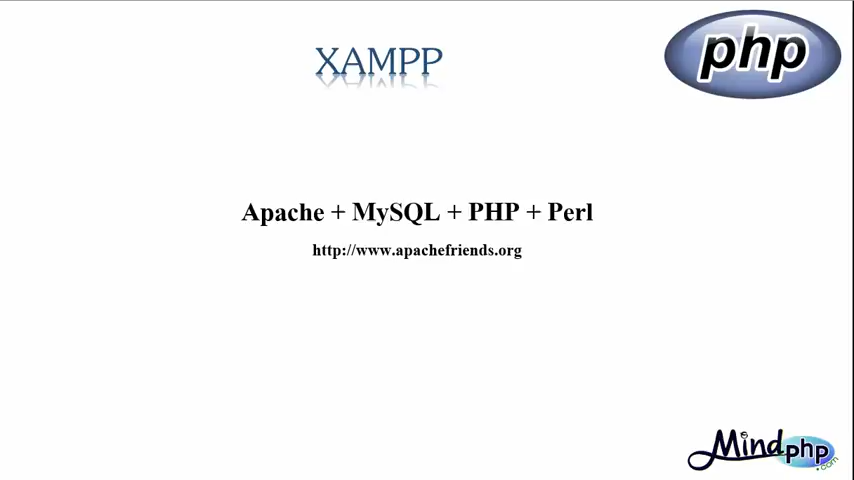 XAMPP
php
Apache + MySQL + PHP + Perl
http://www.apachefriends.org
Mindphp.com